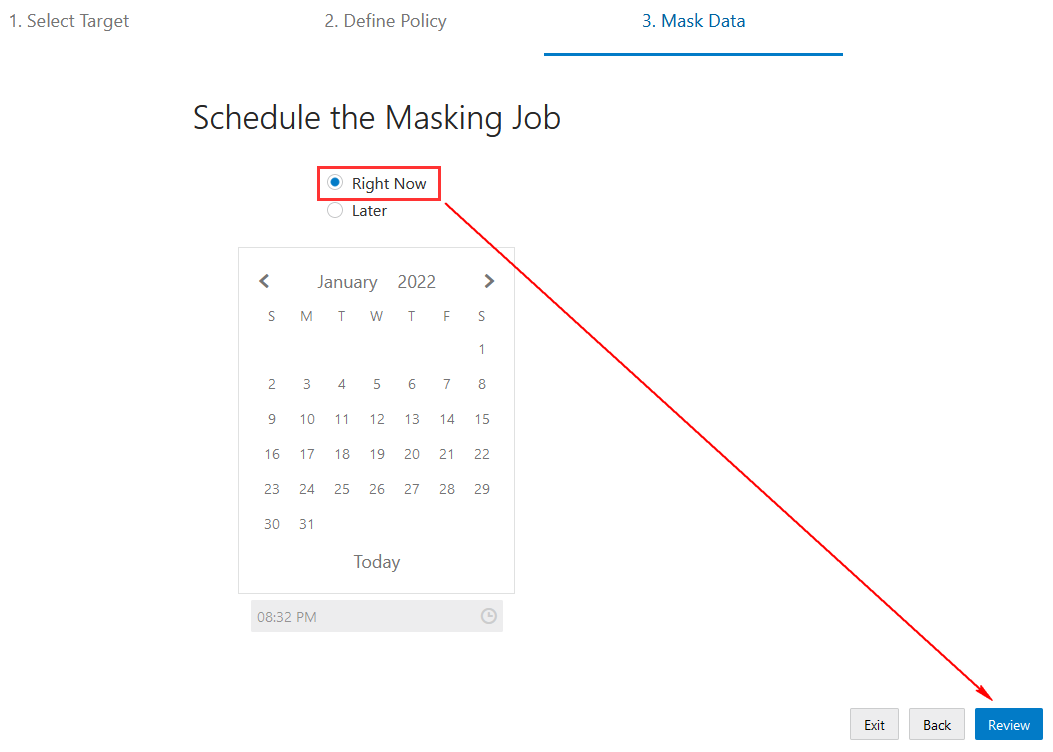 1. Select Target 2. Define Policy 3. Mask Data
Schedule the Masking Job
Right Now
Later
January 2022
S M T W T F S
1
2 3 4 5 6 7 8
9 10 11 12 13 14 15
16 17 18 19 20 21 22
23 24 25 26 27 28 29
30 31
Today
08:32 PM
Exit Back Review